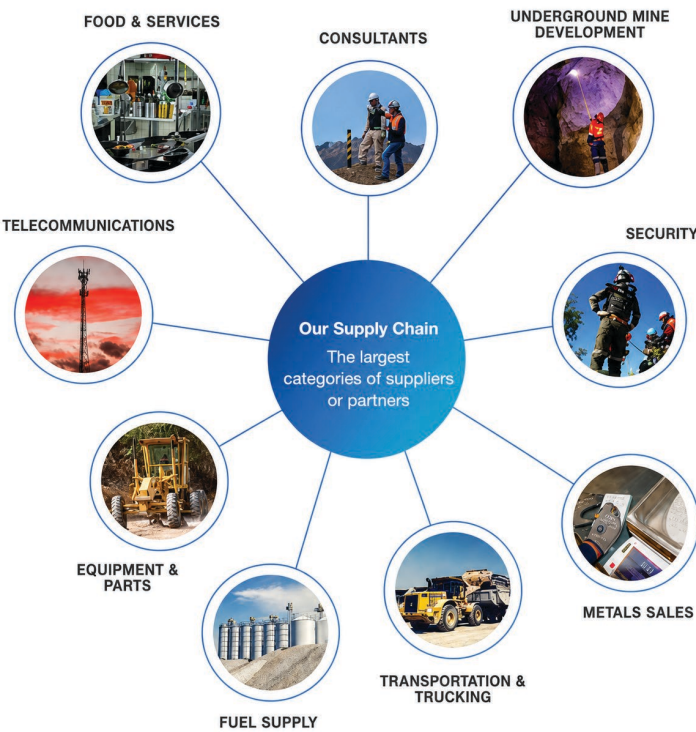 FOOD & SERVICES
CONSULTANTS
UNDERGROUND MINE
DEVELOPMENT
TELECOMMUNICATIONS
SECURITY
Our Supply Chain
The largest
categories of suppliers
or partners
EQUIPMENT &
PARTS
METALS SALES
TRANSPORTATION &
TRUCKING
FUEL SUPPLY